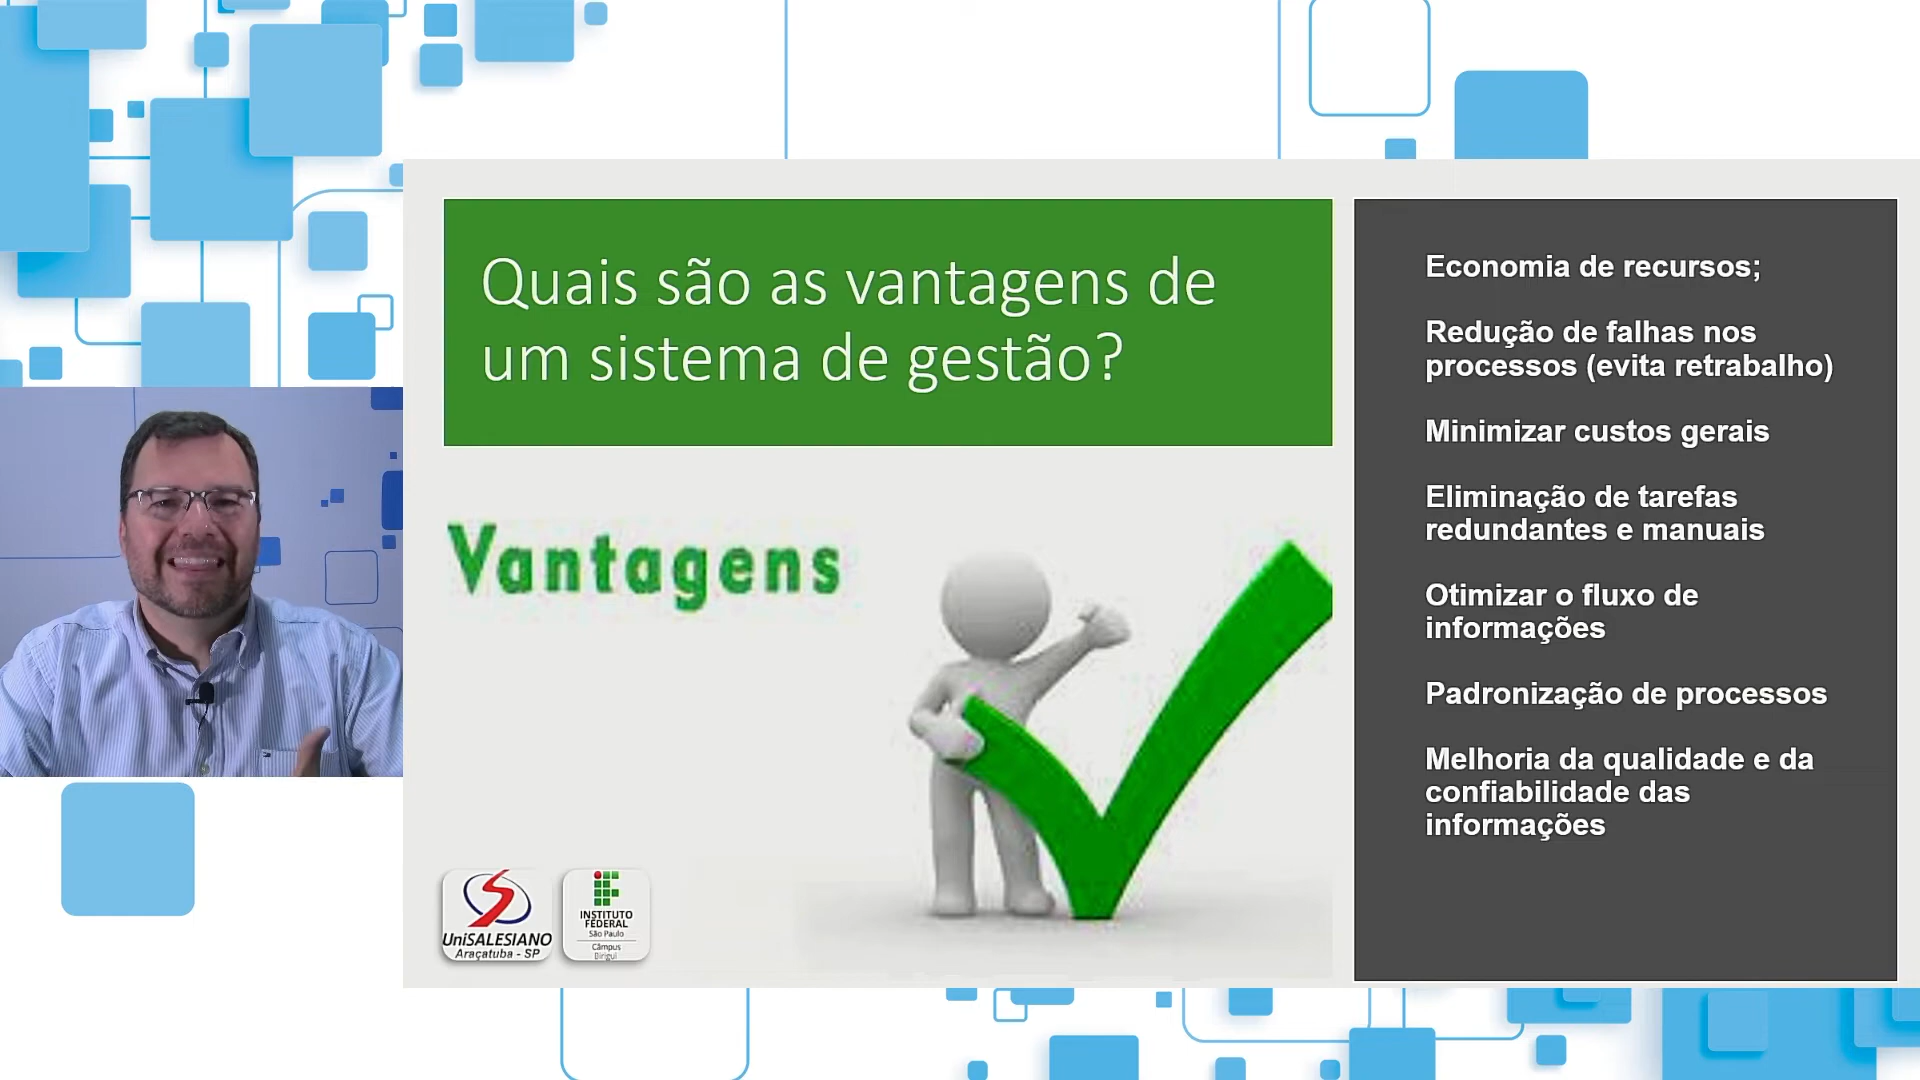 Quais são as vantagens de
um sistema de gestão?
Vantagens
UniSALESIANO
Araçatuba - SP
INSTITUTO
FEDERAL
São Paulo
Câmpus
Birigui
Economia de recursos;
Redução de falhas nos
processos (evita retrabalho)
Minimizar custos gerais
Eliminação de tarefas
redundantes e manuais
Otimizar o fluxo de
informações
Padronização de processos
Melhoria da qualidade e da
confiabilidade das
informações